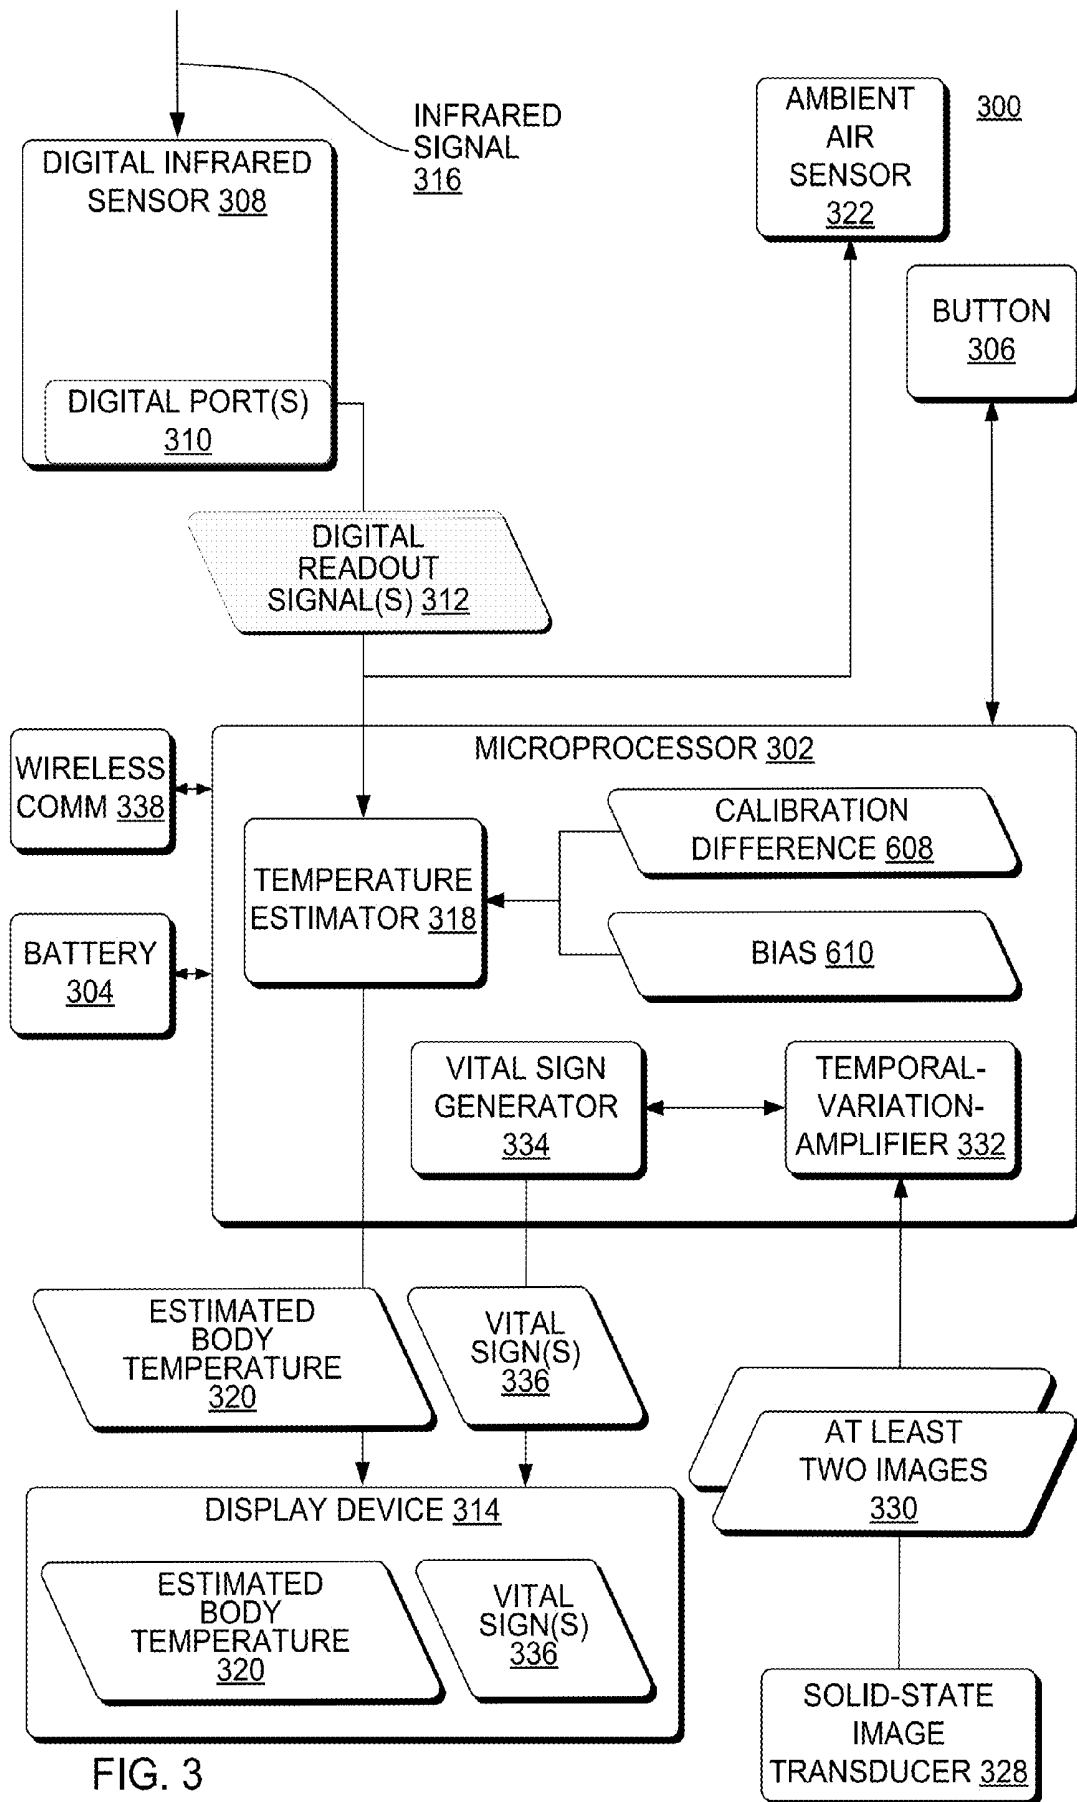 INFRARED
SIGNAL
316
AMBIENT
AIR
SENSOR
322
300
DIGITAL INFRARED
SENSOR 308
BUTTON
306
DIGITAL PORT(S)
310
DIGITAL
READOUT
SIGNAL(S) 312
MICROPROCESSOR 302
WIRELESS
COMM 338
CALIBRATION
DIFFERENCE 608
TEMPERATURE
ESTIMATOR 318
BATTERY
304
BIAS 610
VITAL SIGN
GENERATOR
334
TEMPORAL-
VARIATION-
AMPLIFIER 332
ESTIMATED
BODY
TEMPERATURE
320
VITAL
SIGN(S)
336
AT LEAST
TWO IMAGES
330
DISPLAY DEVICE 314
ESTIMATED
BODY
TEMPERATURE
320
VITAL
SIGN(S)
336
SOLID-STATE
IMAGE
TRANSDUCER 328
FIG. 3